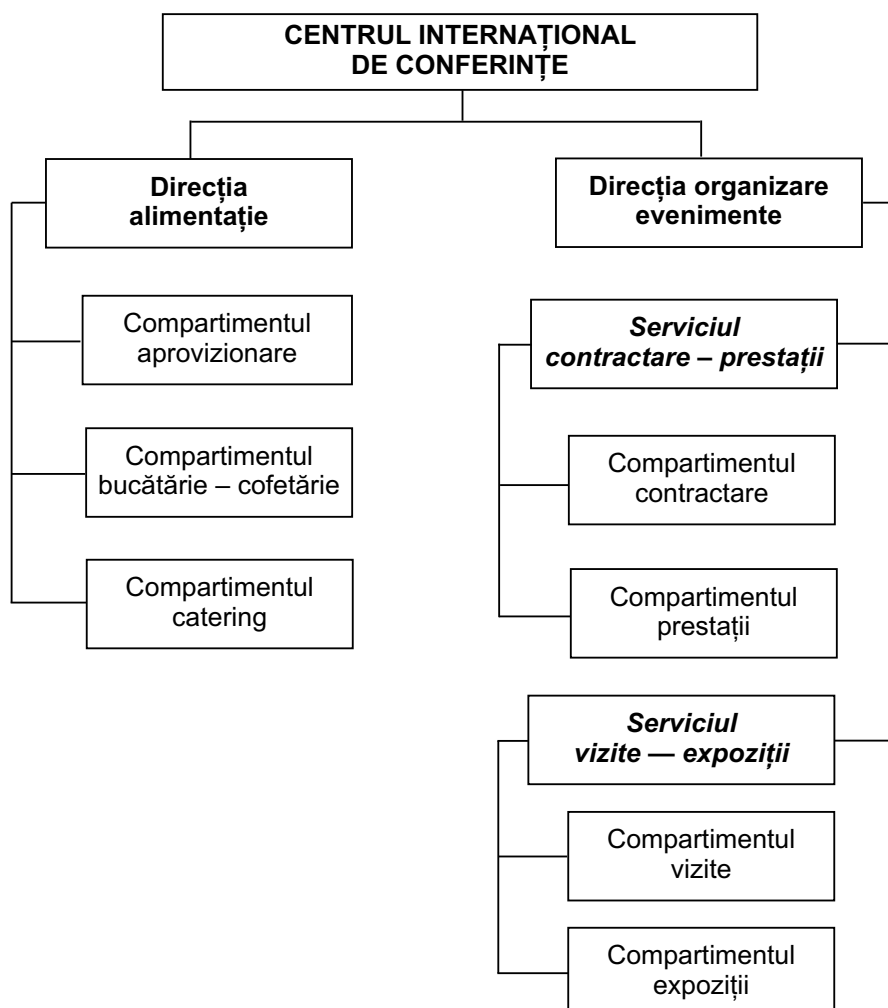 CENTRUL INTERNAȚIONAL
DE CONFERINȚE
Direcția
alimentație
Compartimentul
aprovizionare
Compartimentul
bucătărie – cofetărie
Compartimentul
catering
Direcția organizare
evenimente
Serviciul
contractare – prestații
Compartimentul
contractare
Compartimentul
prestații
Serviciul
vizite — expoziții
Compartimentul
vizite
Compartimentul
expoziții